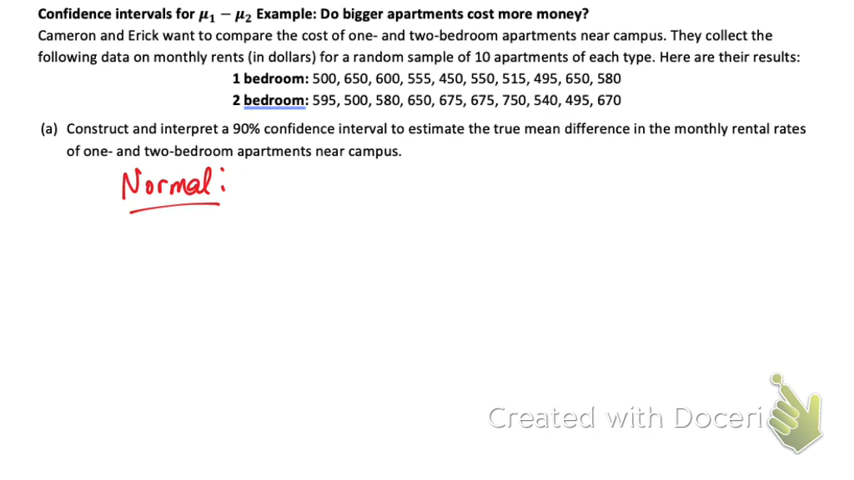 Confidence intervals for μ₁ − μ₂ Example: Do bigger apartments cost more money?
Cameron and Erick want to compare the cost of one- and two-bedroom apartments near campus. They collect the
following data on monthly rents (in dollars) for a random sample of 10 apartments of each type. Here are their results:
1 bedroom: 500, 650, 600, 555, 450, 550, 515, 495, 650, 580
2 bedroom: 595, 500, 580, 650, 675, 675, 750, 540, 495, 670
(a) Construct and interpret a 90% confidence interval to estimate the true mean difference in the monthly rental rates
of one- and two-bedroom apartments near campus.
Normal:
Created with Doceri